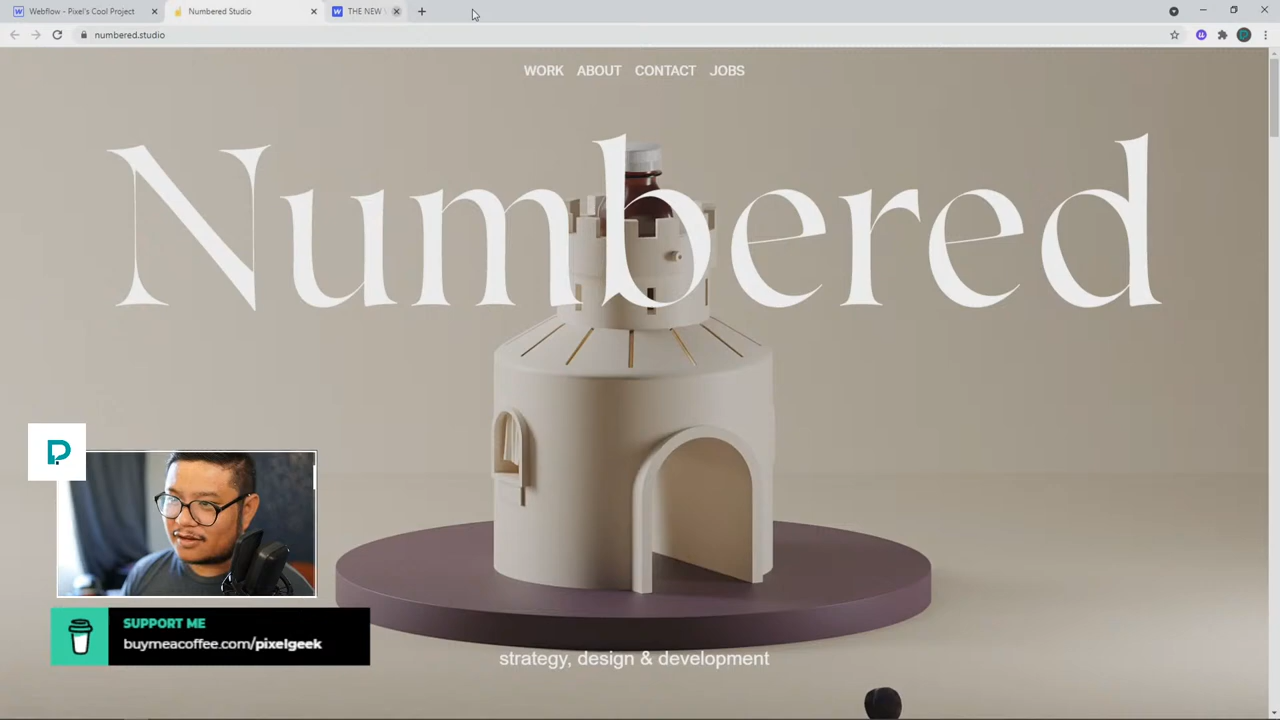 Webflow - Pixel's Cool Project
Numbered Studio
THE NEW
numbered.studio
WORK ABOUT CONTACT JOBS
Numbered
strategy, design & development
SUPPORT ME
buymeacoffee.com/pixelgeek